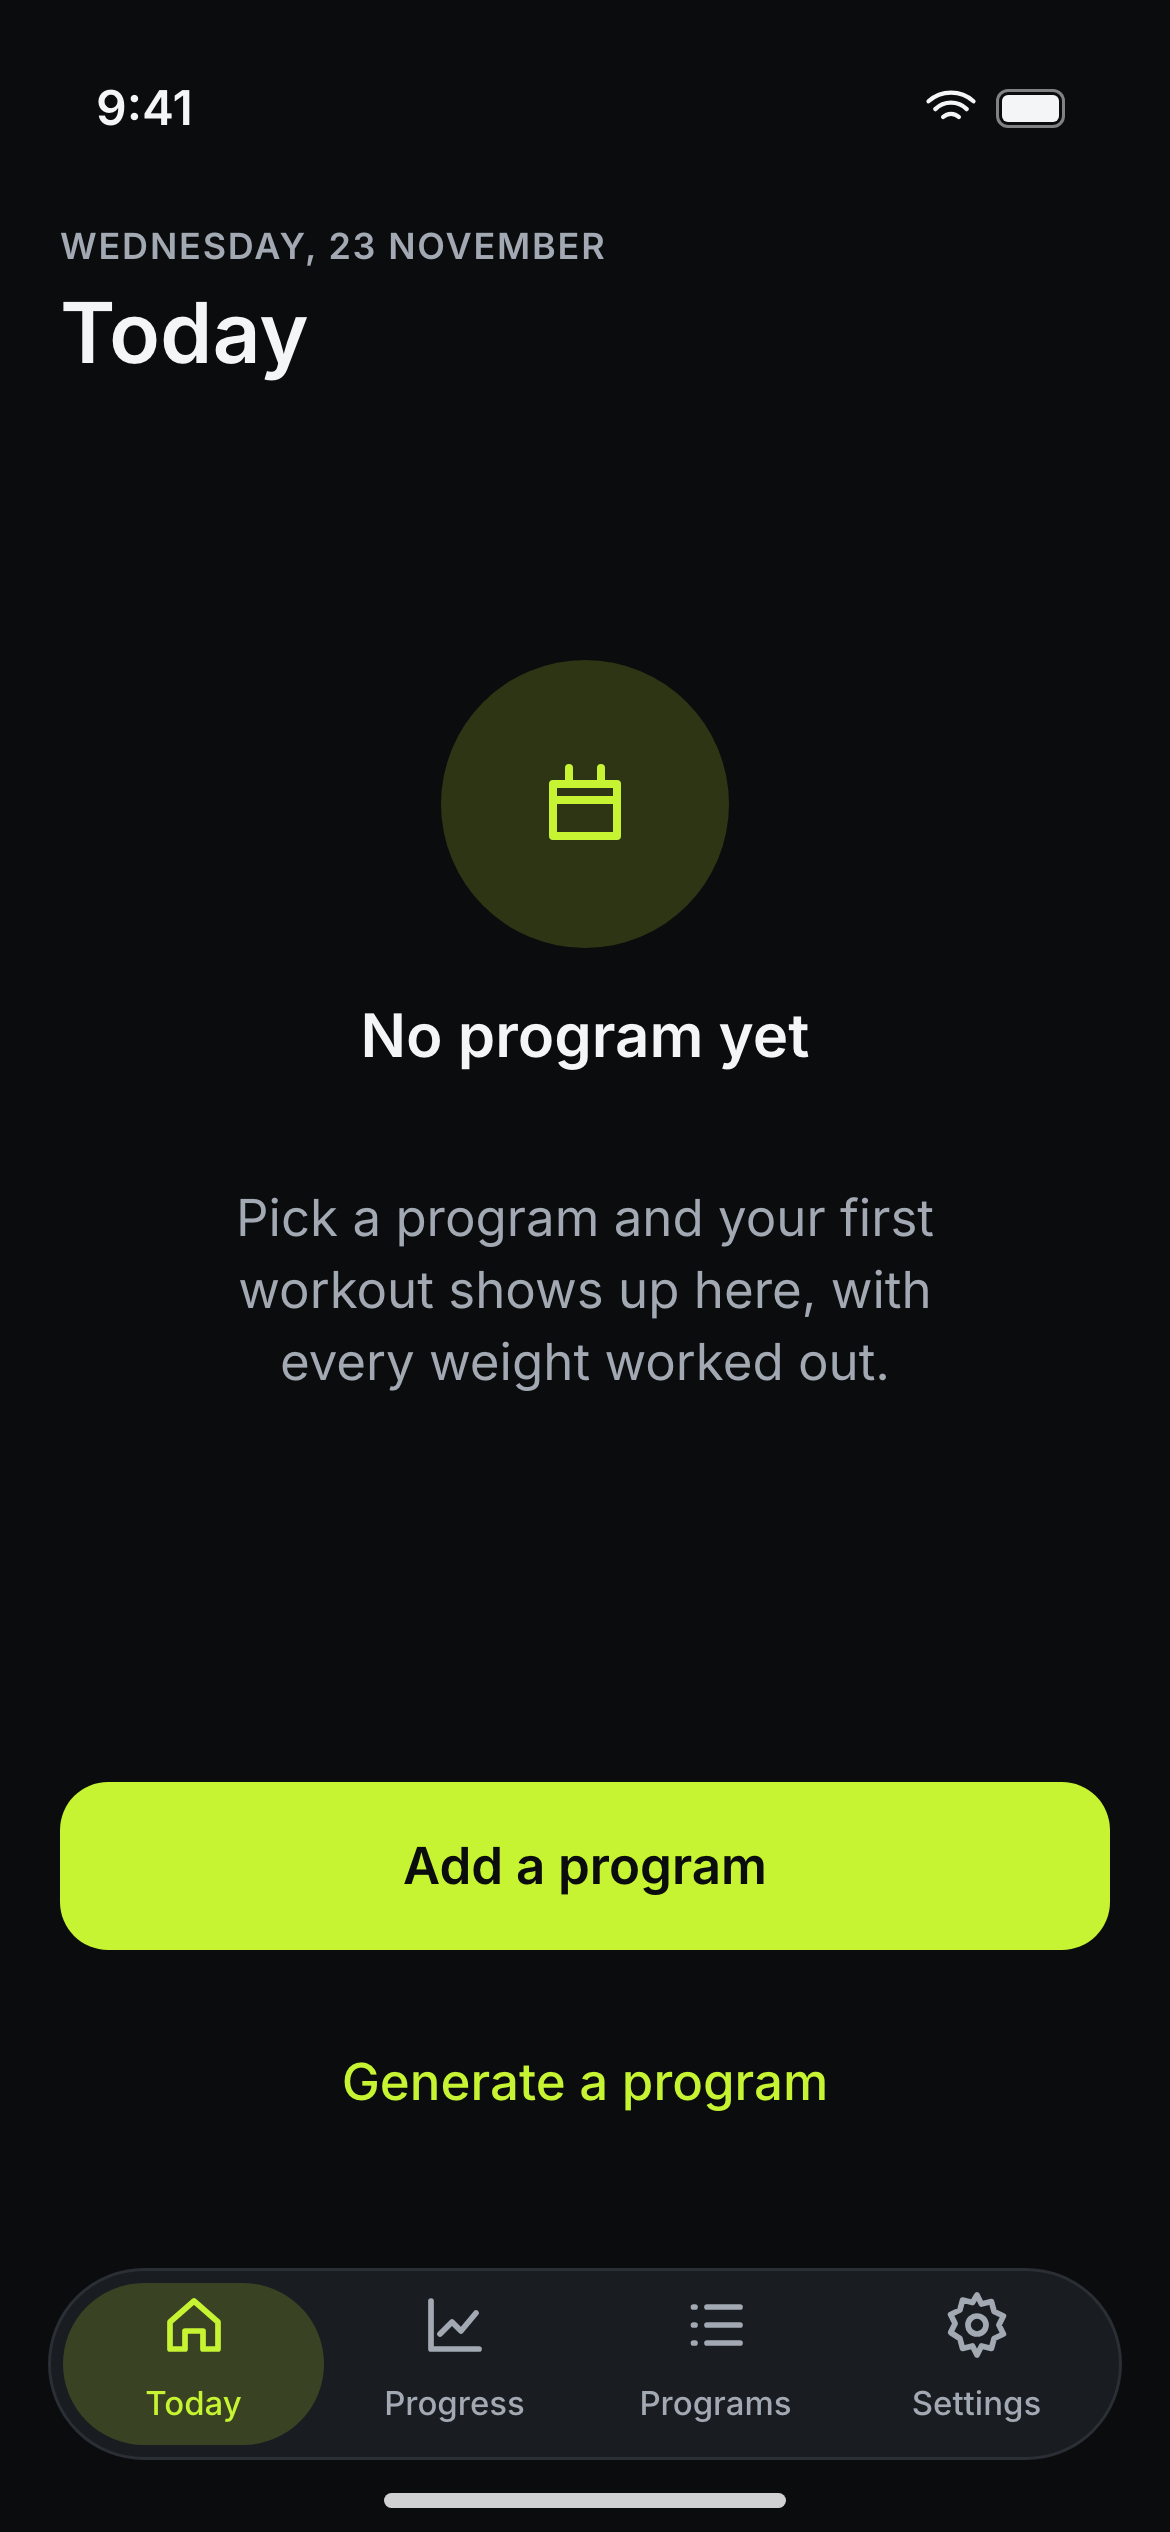 9:41
WEDNESDAY, 23 NOVEMBER
Today
No program yet
Pick a program and your first
workout shows up here, with
every weight worked out.
Add a program
Generate a program
Today
Progress
Programs
Settings